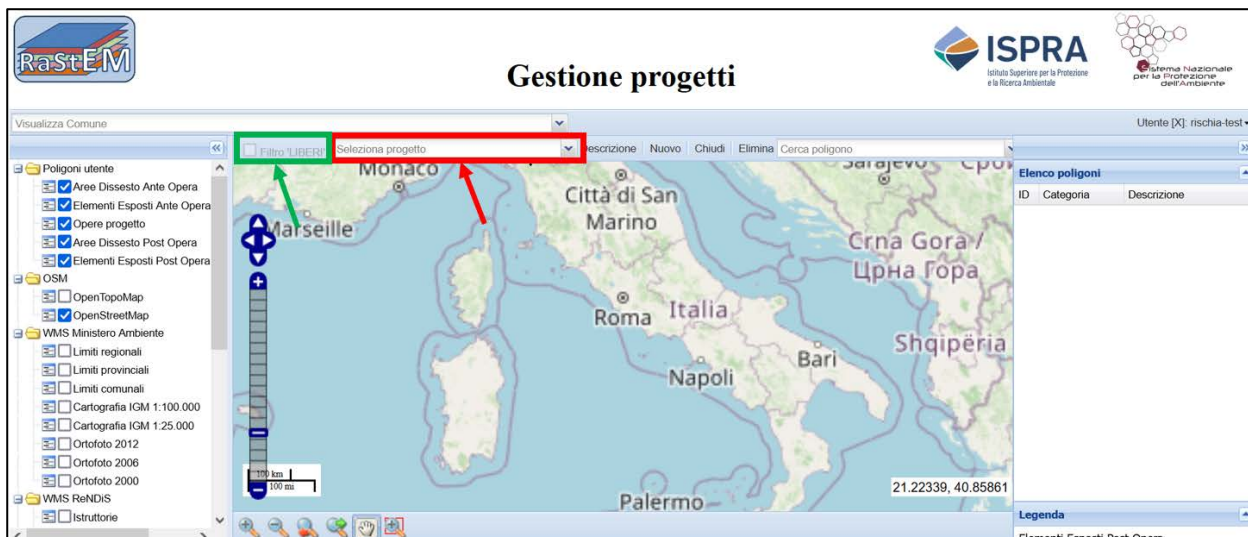 RaStEM
Gestione progetti
ISPRA
Istituto Superiore per la Protezione
e la Ricerca Ambientale
Sistema Nazionale
per la Protezione
dell'Ambiente
Visualizza Comune
Utente [X]: rischia-test
Filtro 'LIBERI'
Seleziona progetto
Descrizione Nuovo Chiudi Elimina Cerca poligono
Poligoni utente
Aree Dissesto Ante Opera
Elementi Esposti Ante Opera
Opere progetto
Aree Dissesto Post Opera
Elementi Esposti Post Opera
OSM
OpenTopoMap
OpenStreetMap
WMS Ministero Ambiente
Limiti regionali
Limiti provinciali
Limiti comunali
Cartografia IGM 1:100.000
Cartografia IGM 1:25.000
Ortofoto 2012
Ortofoto 2006
Ortofoto 2000
WMS ReNDiS
Istruttorie
Monaco
Marseille
Città di San
Marino
Sarajevo
Crna Gora /
Црна Гора
Roma
Italia
Shqipëria
Bari
Napoli
Palermo
100 km
100 mi
21.22339, 40.85861
Elenco poligoni
ID Categoria Descrizione
Legenda
Elementi Esposti Post Opera